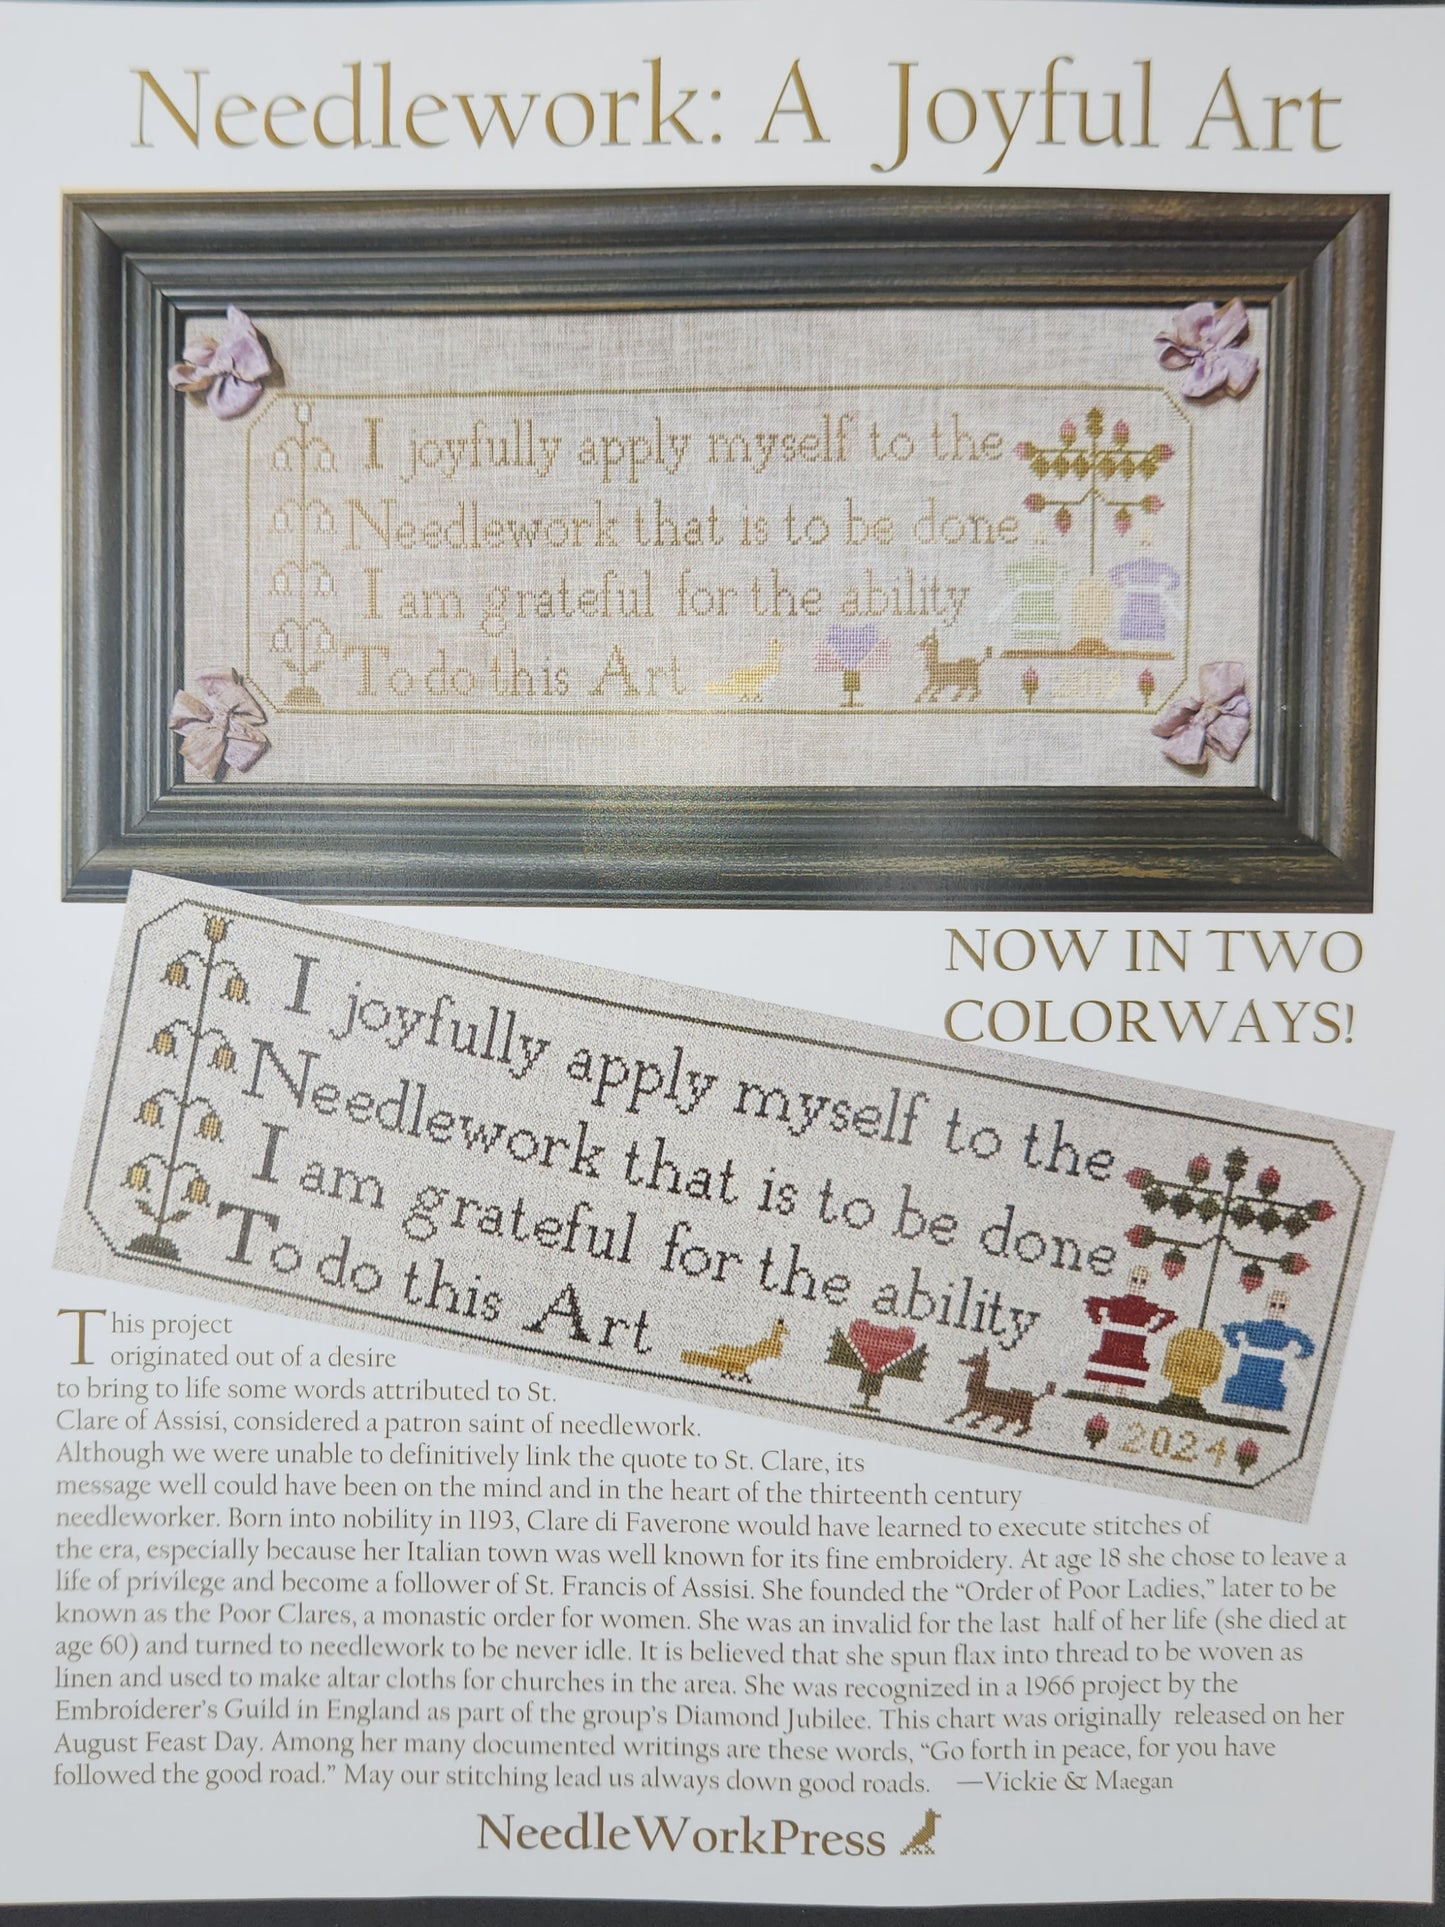 Needlework: A Joyful Art
I joyfully apply myself to the
Needlework that is to be done
I am grateful for the ability
To do this Art
NOW IN TWO
COLORWAYS!
I joyfully apply myself to the
Needlework that is to be done
I am grateful for the ability
To do this Art
2024
This project
originated out of a desire
to bring to life some words attributed to St.
Clare of Assisi, considered a patron saint of needlework.
Although we were unable to definitively link the quote to St. Clare, its
message well could have been on the mind and in the heart of the thirteenth century
needleworker. Born into nobility in 1193, Clare di Faverone would have learned to execute stitches of
the era, especially because her Italian town was well known for its fine embroidery. At age 18 she chose to leave a
life of privilege and become a follower of St. Francis of Assisi. She founded the “Order of Poor Ladies,” later to be
known as the Poor Clares, a monastic order for women. She was an invalid for the last half of her life (she died at
age 60) and turned to needlework to be never idle. It is believed that she spun flax into thread to be woven as
linen and used to make altar cloths for churches in the area. She was recognized in a 1966 project by the
Embroiderer's Guild in England as part of the group's Diamond Jubilee. This chart was originally released on her
August Feast Day. Among her many documented writings are these words, “Go forth in peace, for you have
followed the good road.” May our stitching lead us always down good roads. —Vickie & Maegan
NeedleWorkPress